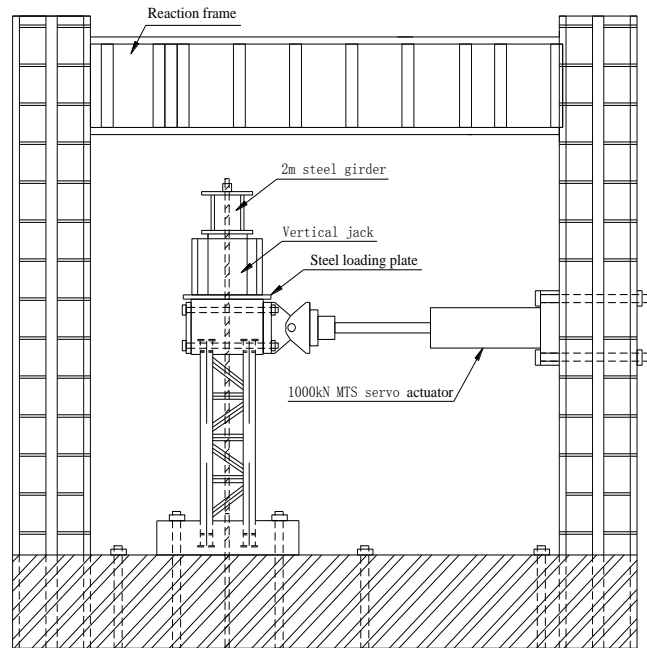 Reaction frame
2m steel girder
Vertical jack
Steel loading plate
1000kN MTS servo actuator